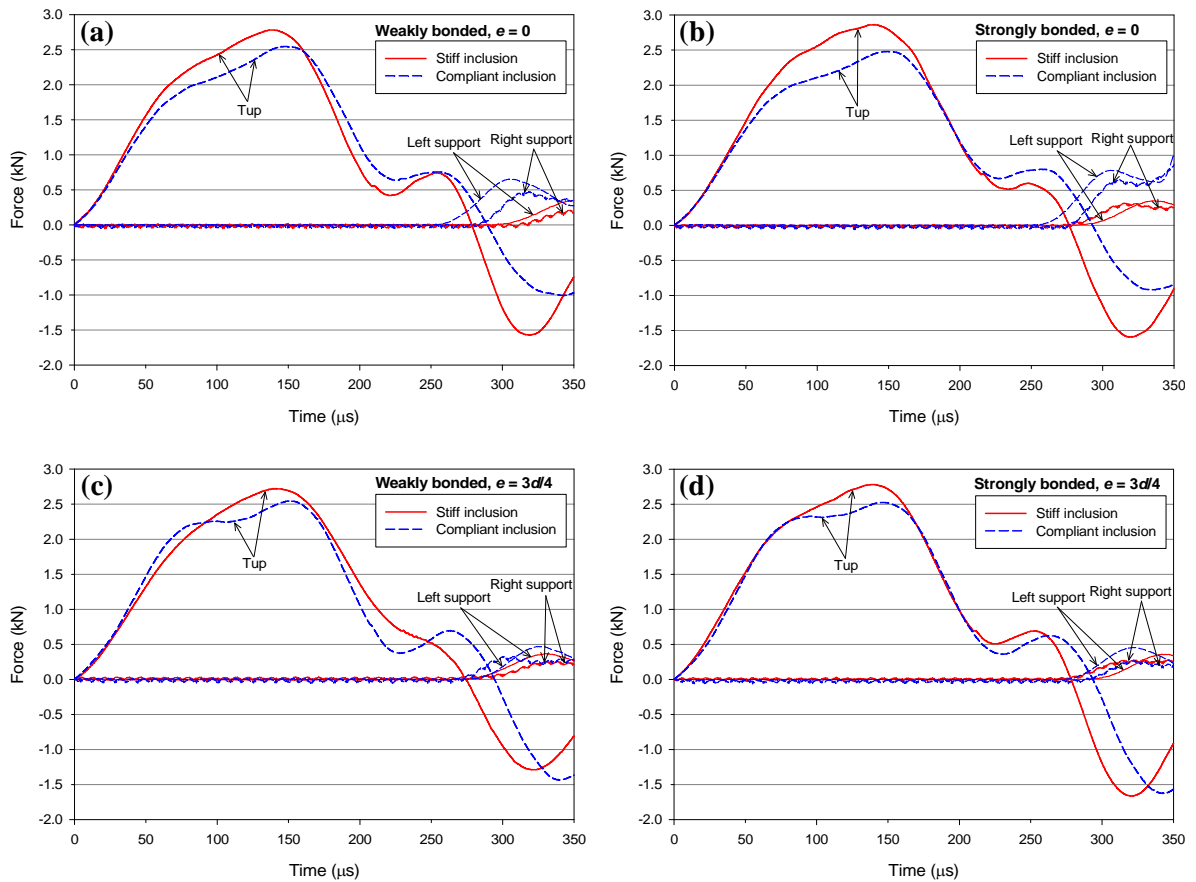 (a)
Weakly bonded, e = 0
Stiff inclusion
Compliant inclusion
Tup
Left support
Right support
3.0
2.5
2.0
1.5
1.0
0.5
0.0
-0.5
-1.0
-1.5
-2.0
Force (kN)
0 50 100 150 200 250 300 350
Time (μs)
(b)
Strongly bonded, e = 0
Stiff inclusion
Compliant inclusion
Tup
Left support
Right support
3.0
2.5
2.0
1.5
1.0
0.5
0.0
-0.5
-1.0
-1.5
-2.0
Force (kN)
0 50 100 150 200 250 300 350
Time (μs)
(c)
Weakly bonded, e = 3d/4
Stiff inclusion
Compliant inclusion
Tup
Left support
Right support
3.0
2.5
2.0
1.5
1.0
0.5
0.0
-0.5
-1.0
-1.5
-2.0
Force (kN)
0 50 100 150 200 250 300 350
Time (μs)
(d)
Strongly bonded, e = 3d/4
Stiff inclusion
Compliant inclusion
Tup
Left support
Right support
3.0
2.5
2.0
1.5
1.0
0.5
0.0
-0.5
-1.0
-1.5
-2.0
Force (kN)
0 50 100 150 200 250 300 350
Time (μs)